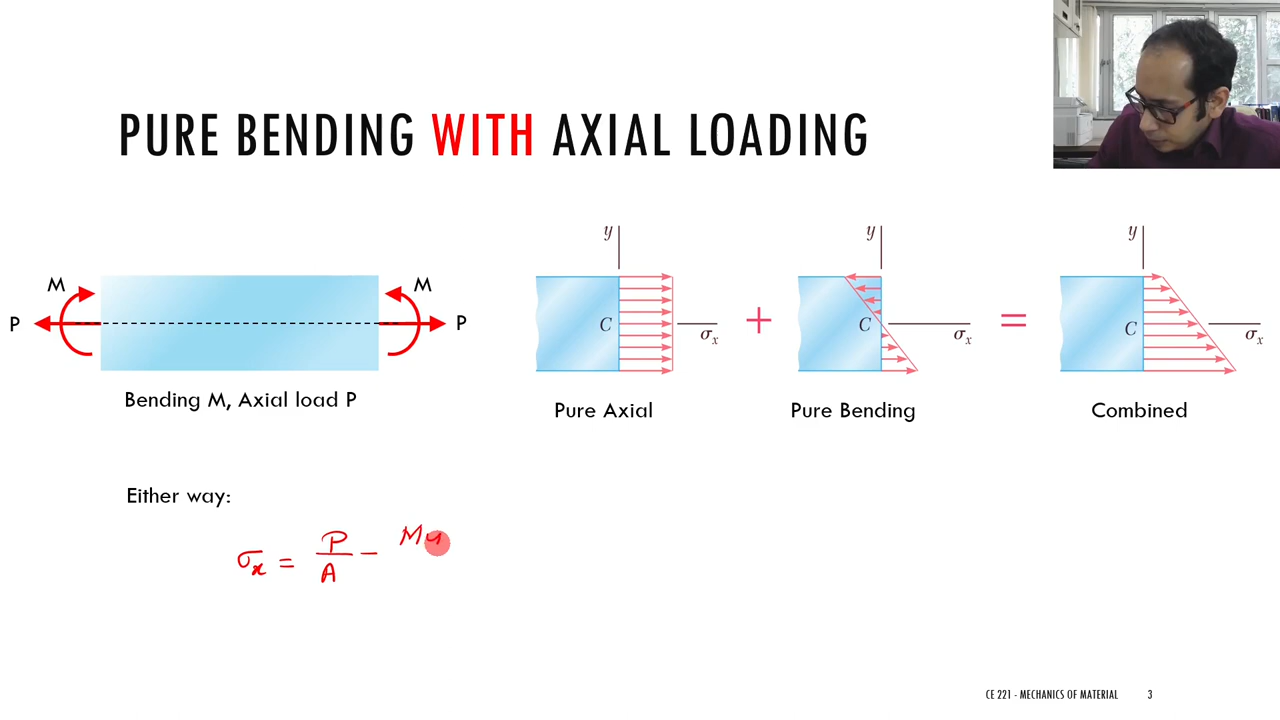 PURE BENDING WITH AXIAL LOADING
M
M
P
P
Bending M, Axial load P
y
C
σx
Pure Axial
+
y
C
σx
Pure Bending
=
y
C
σx
Combined
Either way:
σx = P/A - My
CE 221 - MECHANICS OF MATERIAL 3